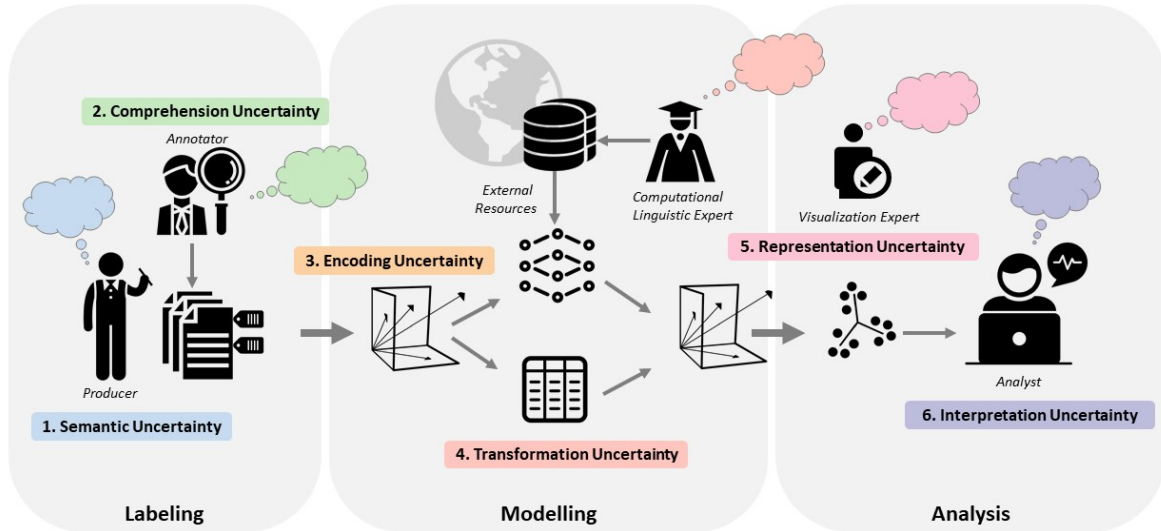 2. Comprehension Uncertainty
Annotator
Producer
1. Semantic Uncertainty
Labeling
3. Encoding Uncertainty
External
Resources
Computational
Linguistic Expert
4. Transformation Uncertainty
Modelling
Visualization Expert
5. Representation Uncertainty
Analyst
6. Interpretation Uncertainty
Analysis